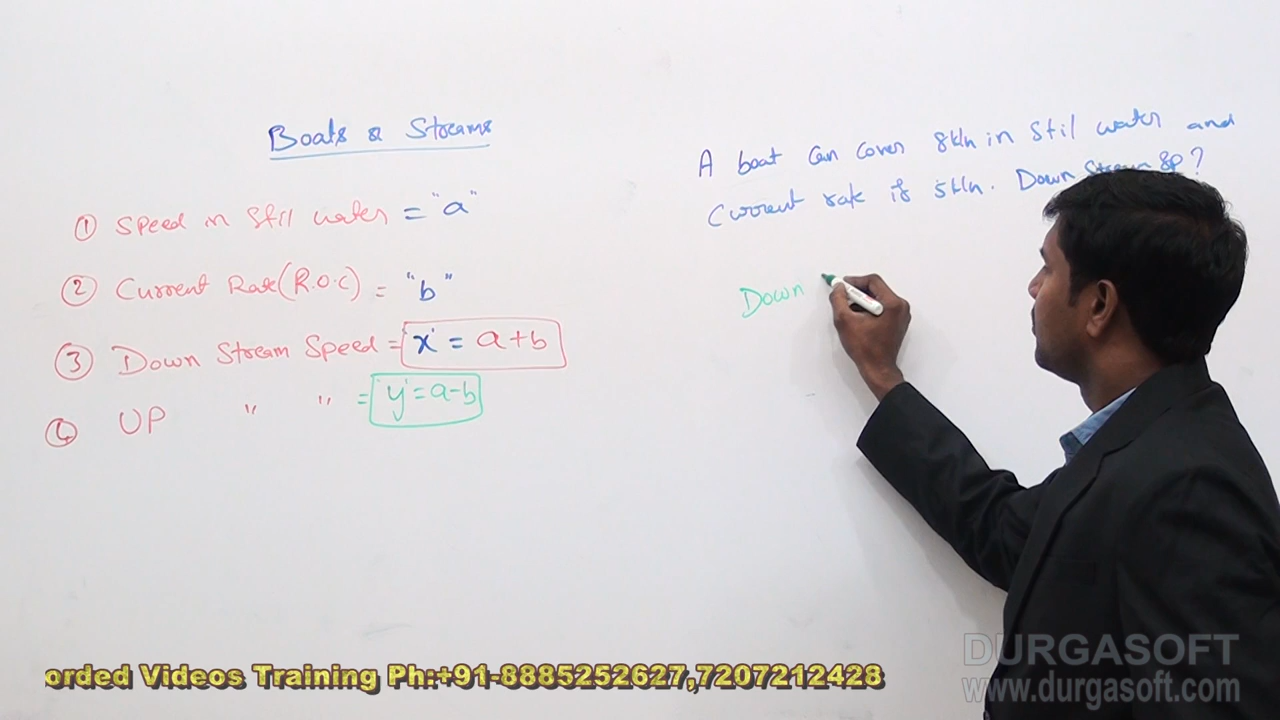 Boats & Streams
① Speed in Stil water = "a"
② Current Rate(R.O.C) = "b"
③ Down Stream Speed = x = a+b
④ UP " " = y = a-b
A boat Can Cover 8k/h in Stil water and
Current rate is 5k/h. Down Stream Sp?
Down
orded Videos Training Ph:+91-8885252627,7207212428
DURGASOFT
www.durgasoft.com